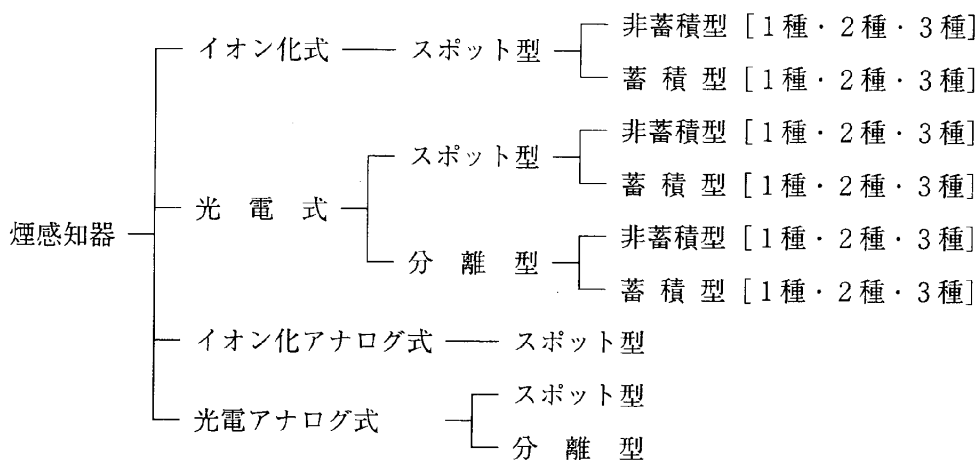 非蓄積型 [1種・2種・3種]
イオン化式 スポット型
蓄積型 [1種・2種・3種]
非蓄積型 [1種・2種・3種]
スポット型
蓄積型 [1種・2種・3種]
光電式
煙感知器
非蓄積型 [1種・2種・3種]
分離型
蓄積型 [1種・2種・3種]
イオン化アナログ式 スポット型
スポット型
光電アナログ式
分離型